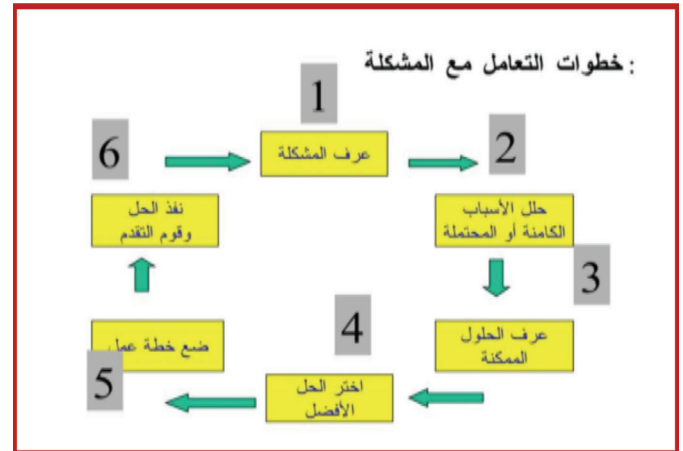 خطوات التعامل مع المشكلة :
1
عرف المشكلة
2
حلل الأسباب
الكامنة أو المحتملة
3
عرف الحلول
الممكنة
4
اختر الحل
الأفضل
5
ضع خطة عمل
6
نفذ الحل
وقوم التقدم